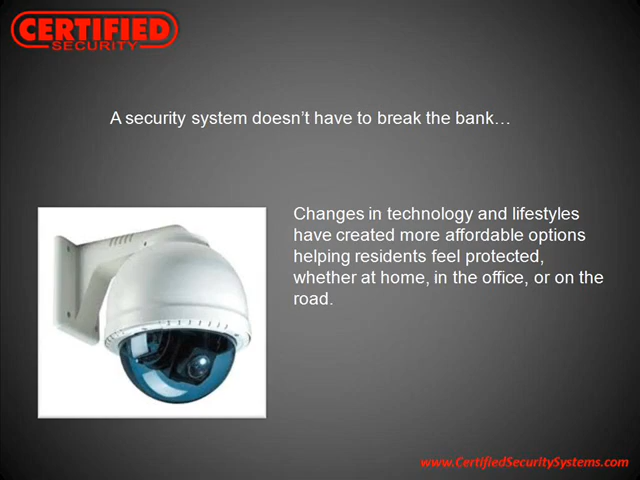 CERTIFIED
SECURITY
A security system doesn’t have to break the bank…
Changes in technology and lifestyles
have created more affordable options
helping residents feel protected,
whether at home, in the office, or on the
road.
www.CertifiedSecuritySystems.com